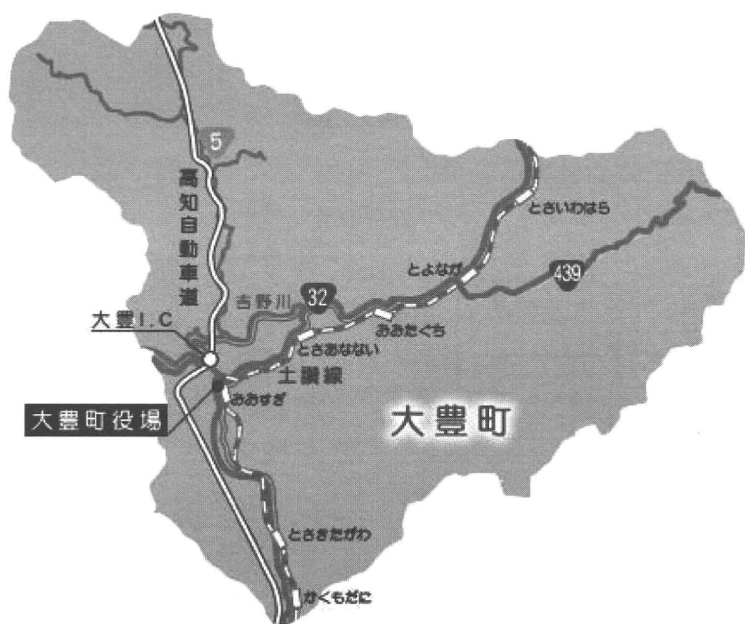 5
高知自動車道
とさいわはら
とよなが
439
32
吉野川
大豊I.C
おおたぐち
とさあなない
土讃線
おおすぎ
大豊町役場
大豊町
とさきたがわ
かくもだに